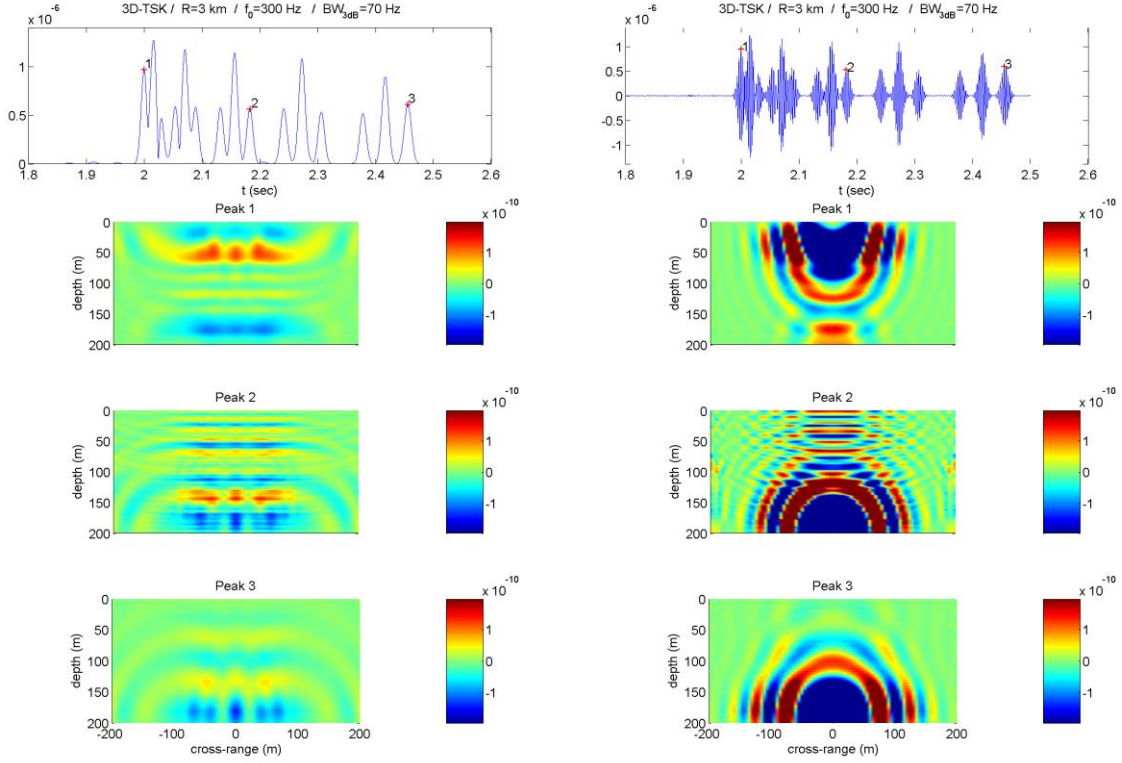 3D-TSK / R=3 km / f0=300 Hz / BW3dB=70 Hz
x 10^-6
1
0.5
0
1
2
3
1.8 1.9 2 2.1 2.2 2.3 2.4 2.5 2.6
t (sec)
Peak 1
x 10^-10
depth (m)
0
50
100
150
200
1
0
-1
Peak 2
x 10^-10
depth (m)
0
50
100
150
200
1
0
-1
Peak 3
x 10^-10
depth (m)
0
50
100
150
200
1
0
-1
-200 -100 0 100 200
cross-range (m)
3D-TSK / R=3 km / f0=300 Hz / BW3dB=70 Hz
x 10^-6
1
0.5
0
-0.5
-1
1
2
3
1.8 1.9 2 2.1 2.2 2.3 2.4 2.5 2.6
t (sec)
Peak 1
x 10^-10
depth (m)
0
50
100
150
200
1
0
-1
Peak 2
x 10^-10
depth (m)
0
50
100
150
200
1
0
-1
Peak 3
x 10^-10
depth (m)
0
50
100
150
200
1
0
-1
-200 -100 0 100 200
cross-range (m)